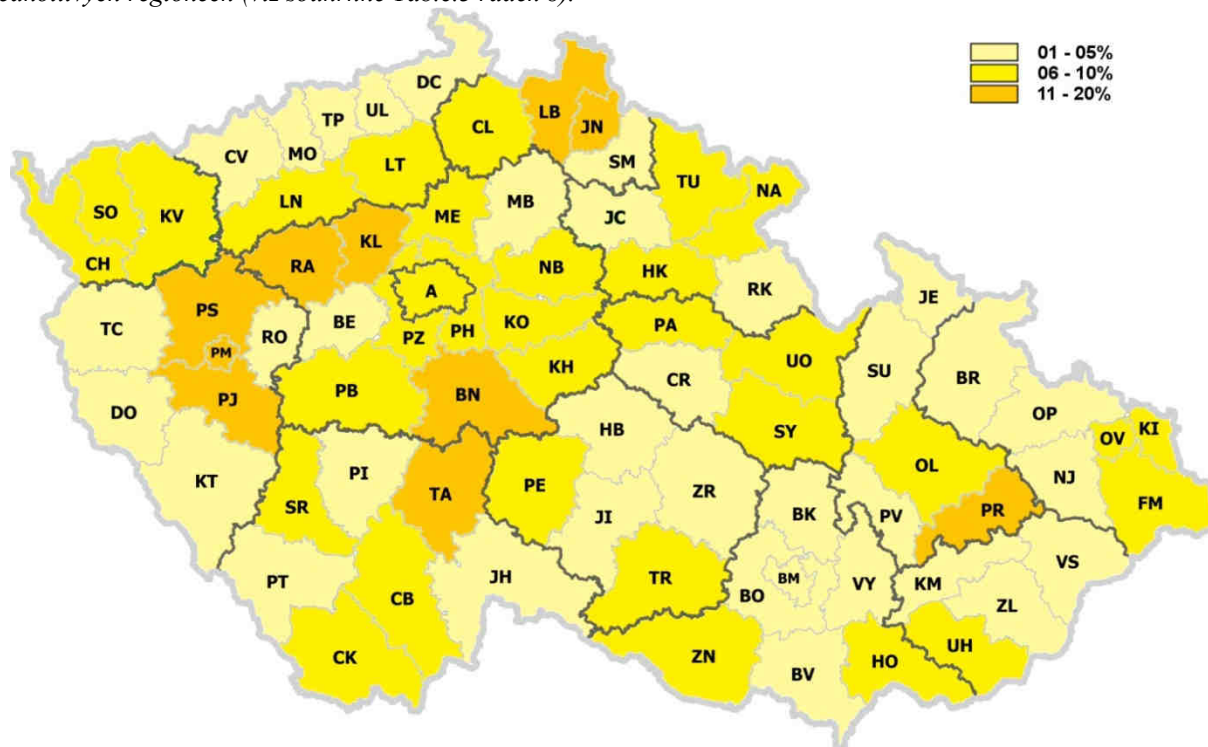 regionech (viz
01 - 05%
06 - 10%
11 - 20%
DC
UL
TP
MO
CV
CL
LB
JN
SM
LT
LN
SO
KV
CH
ME
MB
JC
TU
NA
KL
RA
NB
HK
RK
JE
A
PS
TC
RO
BE
PZ
PH
KO
PA
PM
PJ
PB
BN
KH
CR
UO
SU
BR
OP
DO
KT
HB
SY
OL
OV
KI
NJ
FM
SR
PI
TA
PE
ZR
JI
BK
PV
PR
VS
PT
CB
JH
TR
BO
BM
VY
KM
ZL
CK
ZN
BV
HO
UH